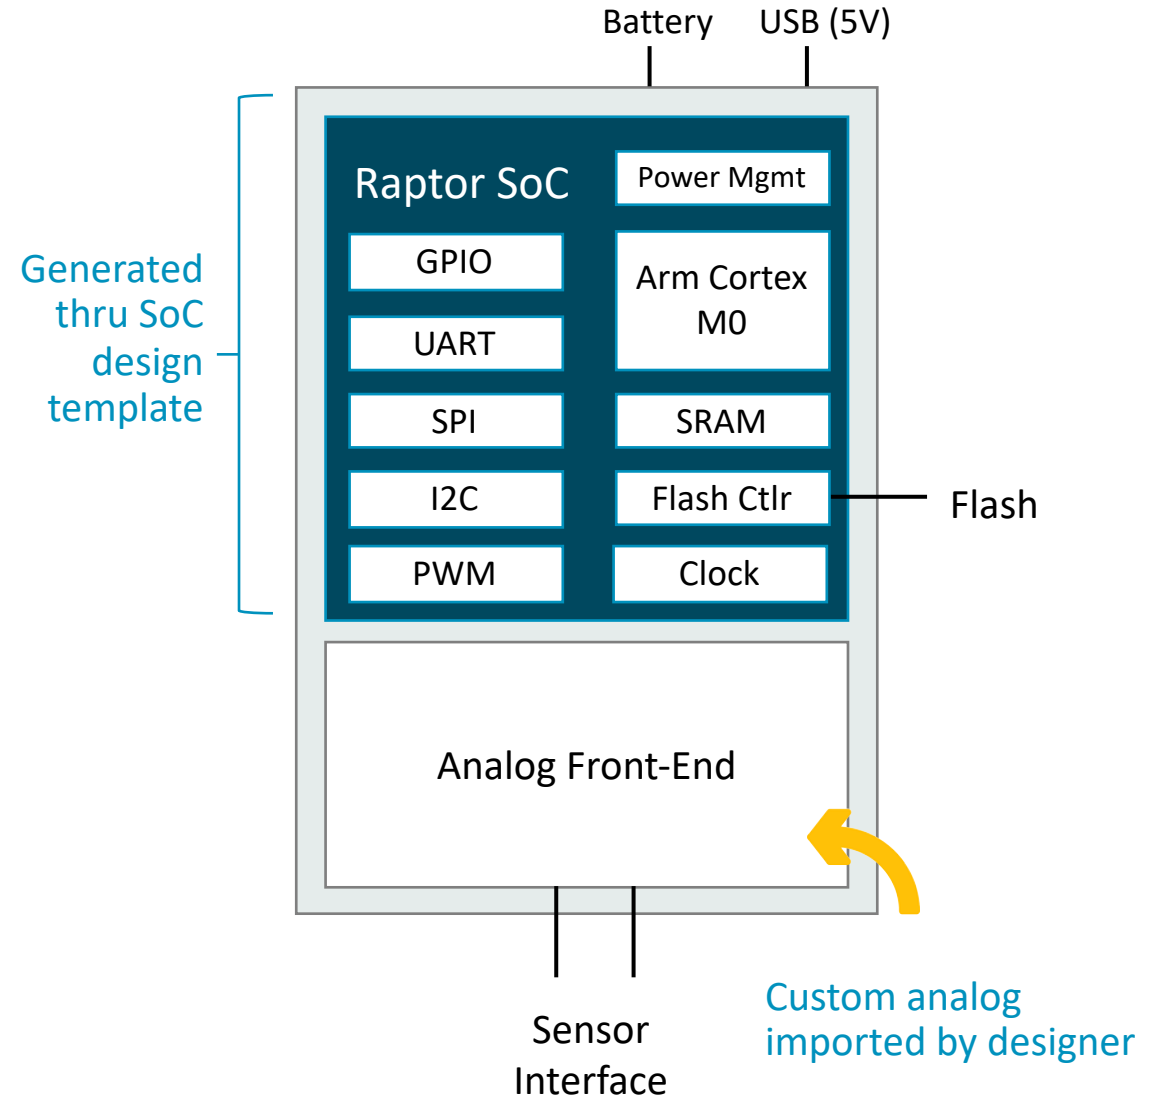 Battery
USB (5V)
Raptor SoC
Power Mgmt
GPIO
Arm Cortex
M0
UART
SPI
SRAM
I2C
Flash Ctlr
PWM
Clock
Flash
Generated
thru SoC
design
template
Analog Front-End
Custom analog
imported by designer
Sensor
Interface